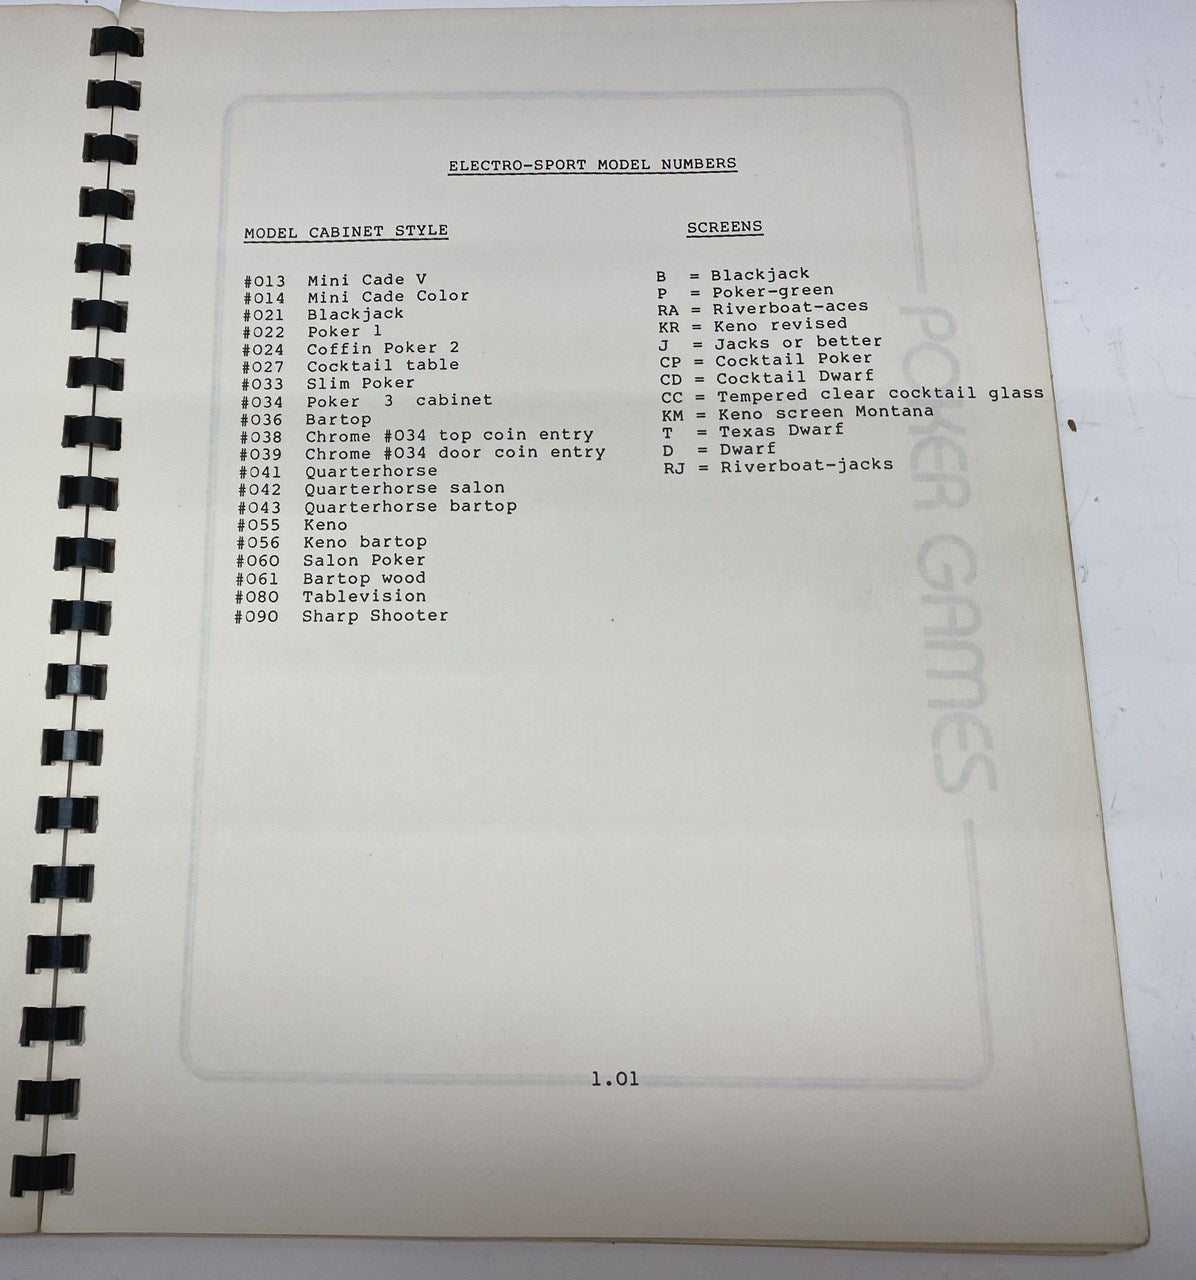 ELECTRO-SPORT MODEL NUMBERS
MODEL CABINET STYLE
#013 Mini Cade V
#014 Mini Cade Color
#021 Blackjack
#022 Poker 1
#024 Coffin Poker 2
#027 Cocktail table
#033 Slim Poker
#034 Poker 3 cabinet
#036 Bartop
#038 Chrome #034 top coin entry
#039 Chrome #034 door coin entry
#041 Quarterhorse
#042 Quarterhorse salon
#043 Quarterhorse bartop
#055 Keno
#056 Keno bartop
#060 Salon Poker
#061 Bartop wood
#080 Tablevision
#090 Sharp Shooter
SCREENS
B = Blackjack
P = Poker-green
RA = Riverboat-aces
KR = Keno revised
J = Jacks or better
CP = Cocktail Poker
CD = Cocktail Dwarf
CC = Tempered clear cocktail glass
KM = Keno screen Montana
T = Texas Dwarf
D = Dwarf
RJ = Riverboat-jacks
POKER GAMES
1.01